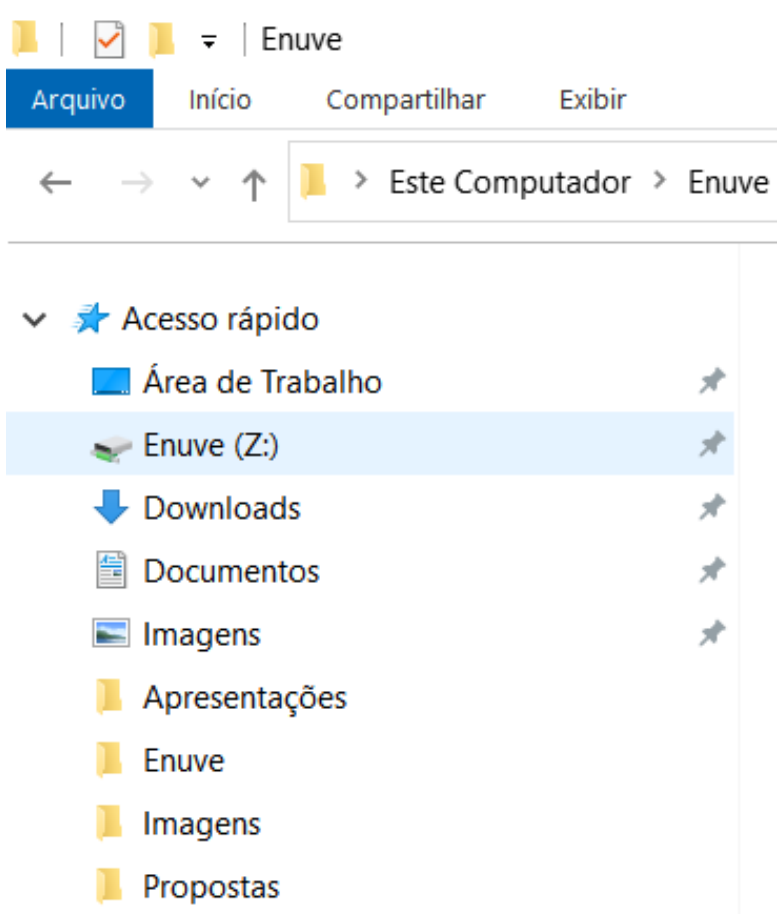 Enuve
Arquivo Início Compartilhar Exibir
Este Computador > Enuve
Acesso rápido
Área de Trabalho
Enuve (Z:)
Downloads
Documentos
Imagens
Apresentações
Enuve
Imagens
Propostas